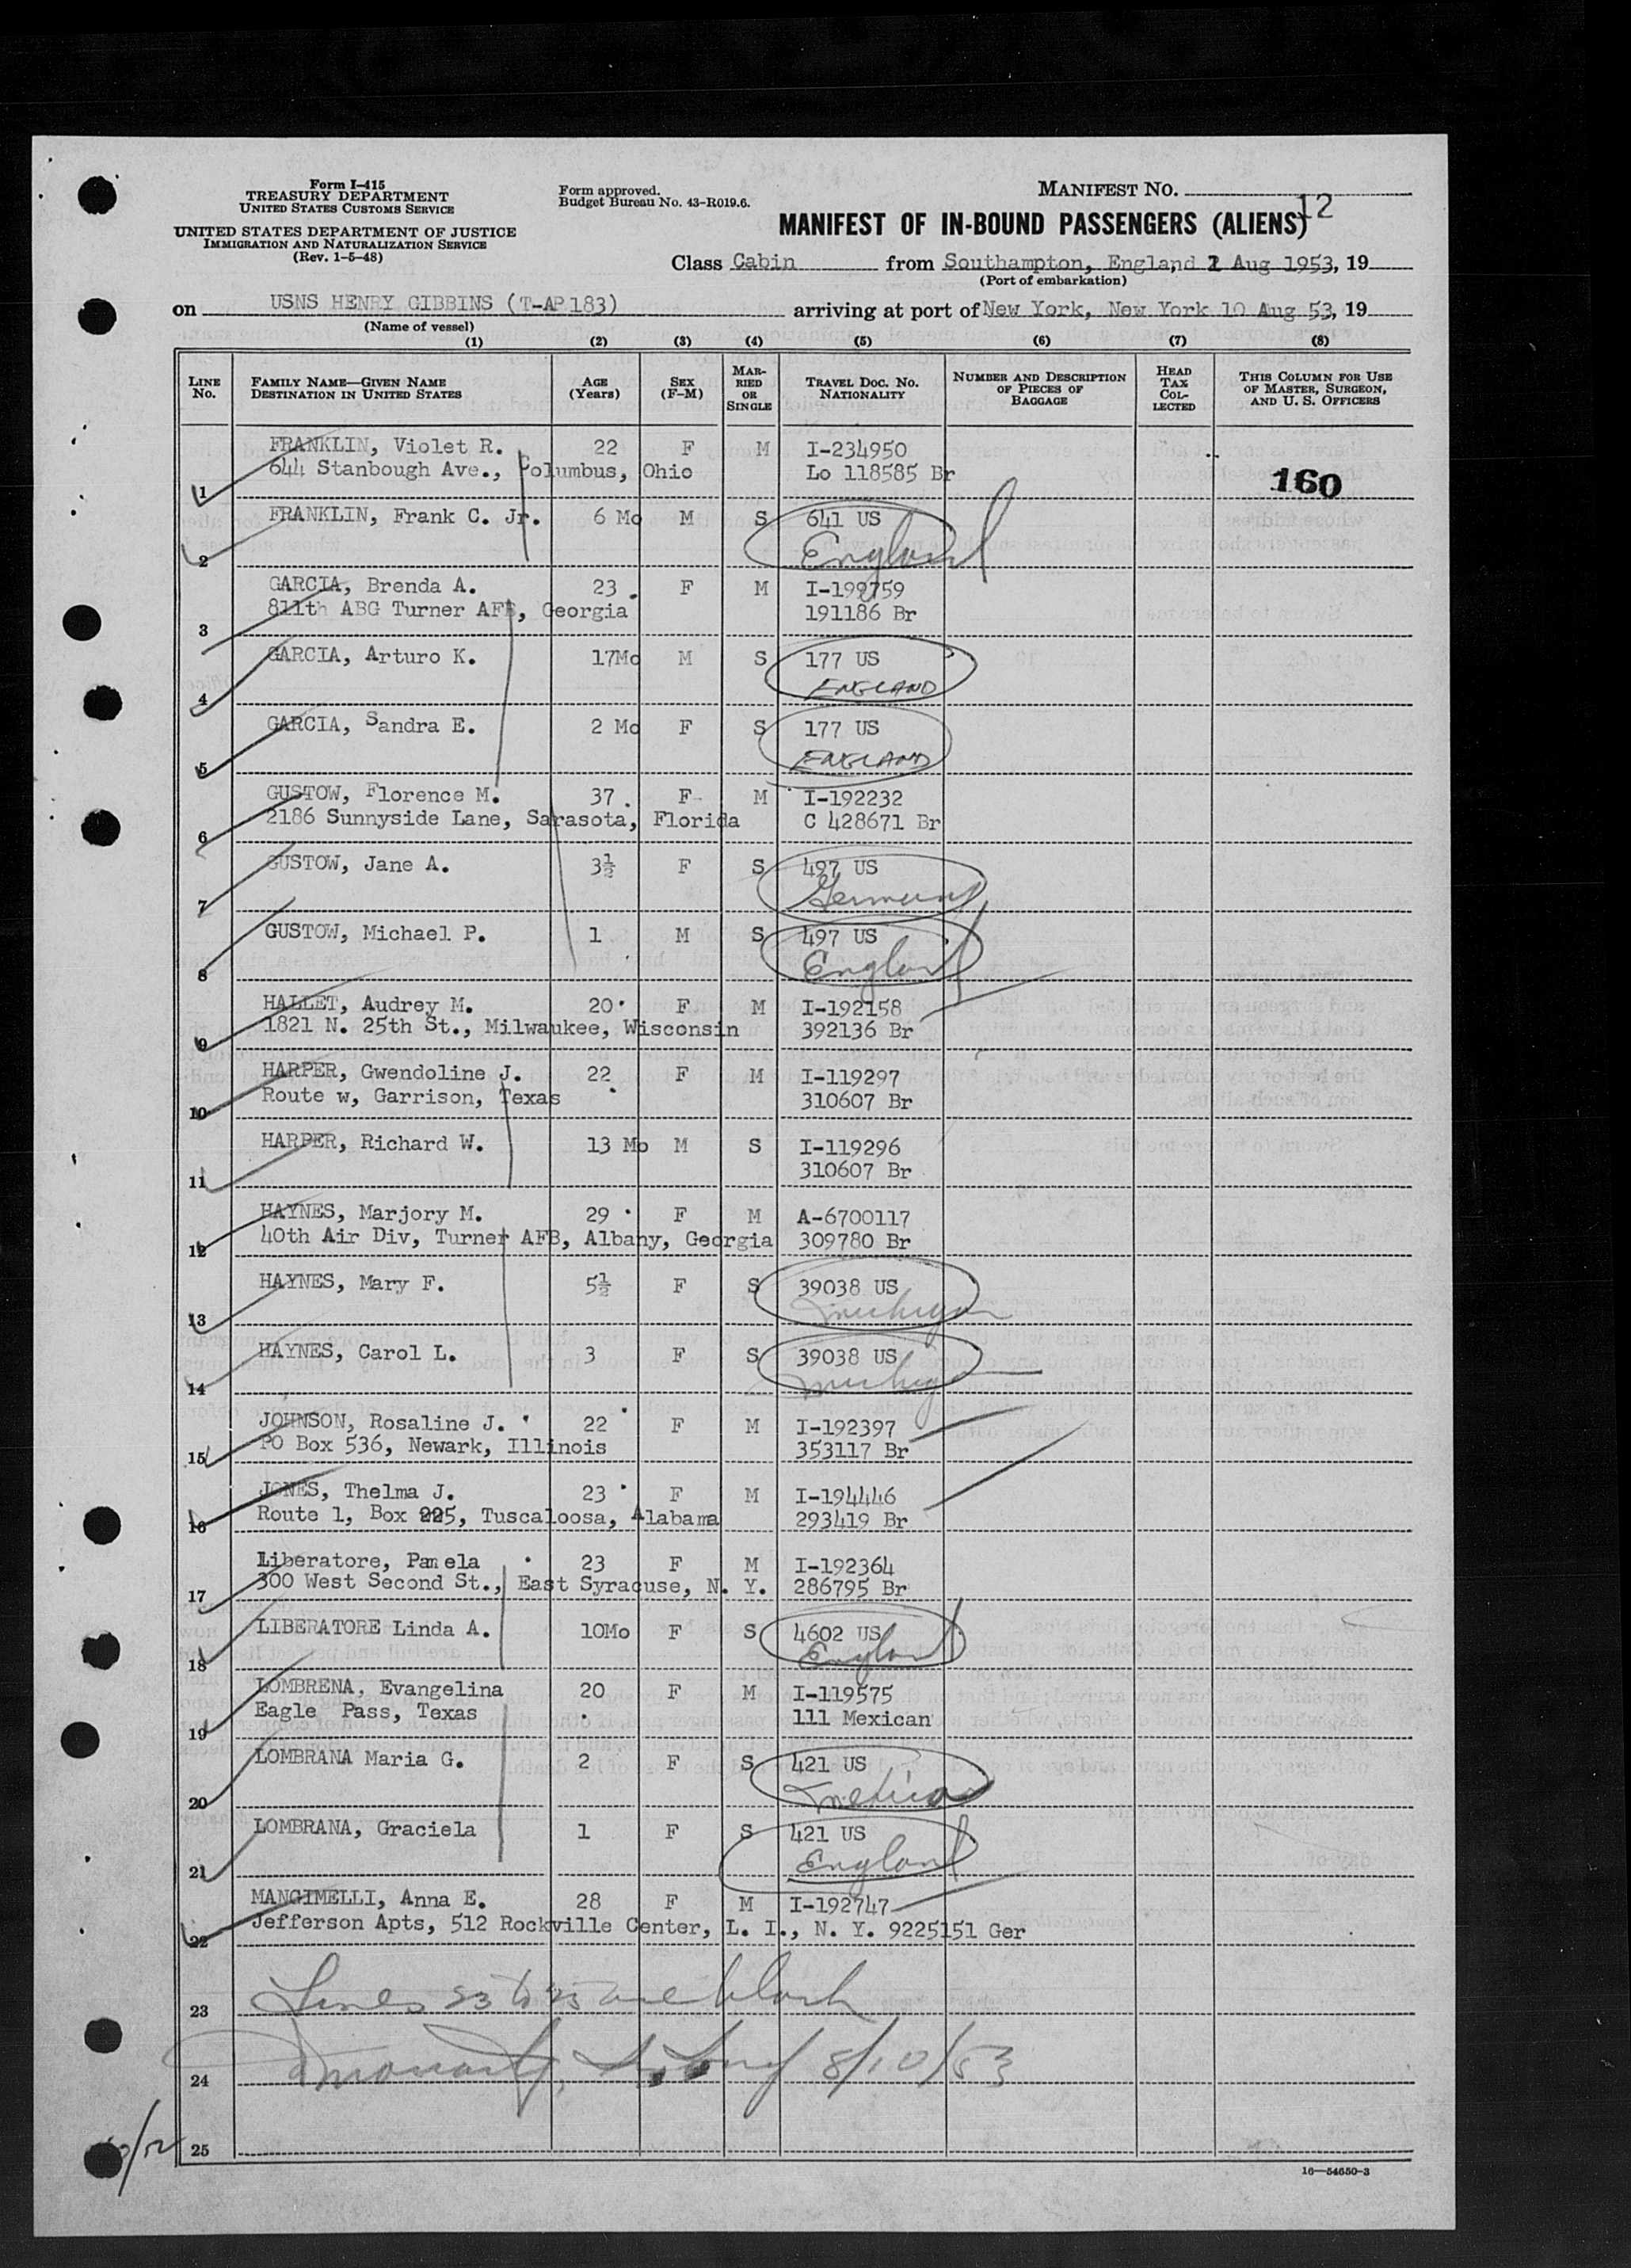 Form I-415
TREASURY DEPARTMENT
UNITED STATES CUSTOMS SERVICE
UNITED STATES DEPARTMENT OF JUSTICE
IMMIGRATION AND NATURALIZATION SERVICE
(Rev. 1-5-48)
Form approved.
Budget Bureau No. 43-R019.6.
MANIFEST NO.
12
MANIFEST OF IN-BOUND PASSENGERS (ALIENS)
Class Cabin from Southampton, England 1 Aug 1953, 19
(Port of embarkation)
on USNS HENRY GIBBINS (T-AP 183) arriving at port of New York, New York 10 Aug 53, 19
(Name of vessel)
(1) (2) (3) (4) (5) (6) (7) (8)
LINE NO. FAMILY NAME—GIVEN NAME DESTINATION IN UNITED STATES AGE (YEARS) SEX (F-M) MARRIED OR SINGLE TRAVEL DOC. NO. NATIONALITY NUMBER AND DESCRIPTION OF PIECES OF BAGGAGE HEAD TAX COLLECTED THIS COLUMN FOR USE OF MASTER, SURGEON, AND U. S. OFFICERS
FRANKLIN, Violet R. 22 F M I-234950
644 Stanbough Ave., Columbus, Ohio Lo 118585 Br
1 160
FRANKLIN, Frank C. Jr. 6 Mo M S 641 US
2 England
GARCIA, Brenda A. 23 F M I-199759
811th ABG Turner AFB, Georgia 191186 Br
3
GARCIA, Arturo K. 17Mo M S 177 US
4 ENGLAND
GARCIA, Sandra E. 2 Mo F S 177 US
5 ENGLAND
GUSTOW, Florence M. 37 F M I-192232
2186 Sunnyside Lane, Sarasota, Florida C 428671 Br
6
GUSTOW, Jane A. 3½ F S 497 US
7 Germany
GUSTOW, Michael P. 1 M S 497 US
8 England
HALLET, Audrey M. 20 F M I-192158
1821 N. 25th St., Milwaukee, Wisconsin 392136 Br
9
HARPER, Gwendoline J. 22 F M I-119297
Route w, Garrison, Texas 310607 Br
10
HARPER, Richard W. 13 Mo M S I-119296
11 310607 Br
HAYNES, Marjory M. 29 F M A-6700117
40th Air Div, Turner AFB, Albany, Georgia 309780 Br
12
HAYNES, Mary F. 5½ F S 39038 US
13 Michigan
HAYNES, Carol L. 3 F S 39038 US
14 Michigan
JOHNSON, Rosaline J. 22 F M I-192397
PO Box 536, Newark, Illinois 353117 Br
15
JONES, Thelma J. 23 F M I-194446
Route 1, Box 225, Tuscaloosa, Alabama 293419 Br
16
Liberatore, Pamela 23 F M I-192364
300 West Second St., East Syracuse, N. Y. 286795 Br
17
LIBERATORE Linda A. 10Mo F S 4602 US
18 England
LOMBRENA, Evangelina 20 F M I-119575
Eagle Pass, Texas 111 Mexican
19
LOMBRANA Maria G. 2 F S 421 US
20 Mexico
LOMBRANA, Graciela 1 F S 421 US
21 England
MANGIMELLI, Anna E. 28 F M I-192747
Jefferson Apts, 512 Rockville Center, L. I., N. Y. 9225151 Ger
22
23 Lines 23 to 25 are blank
24 8/10/53
25
16—54650-3